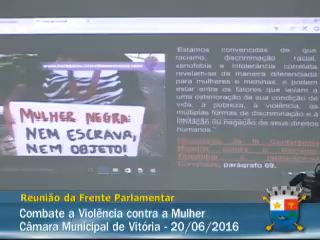 MULHER NEGRA:
NEM ESCRAVA,
NEM OBJETO!
Estamos convencidas de que
racismo, discriminação racial,
xenofobia e intolerância correlata
revelam-se de maneira diferenciada
para mulheres e meninas, e podem
estar entre os fatores que levam a
uma deterioração de sua condição de
vida, à pobreza, à violência, às
múltiplas formas de discriminação e à
limitação ou negação de seus direitos
humanos."
parágrafo 69.
Reunião da Frente Parlamentar
Combate a Violência contra a Mulher
Câmara Municipal de Vitória - 20/06/2016